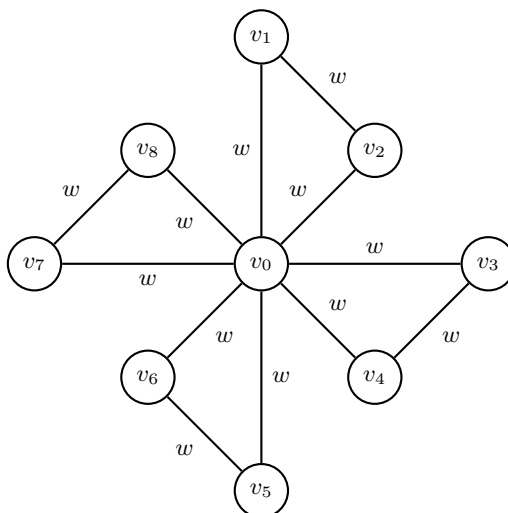 v₁
w
v₈ w v₂
w w w
v₇ w v₀ w v₃
w w
v₆ w v₄ w
w
v₅